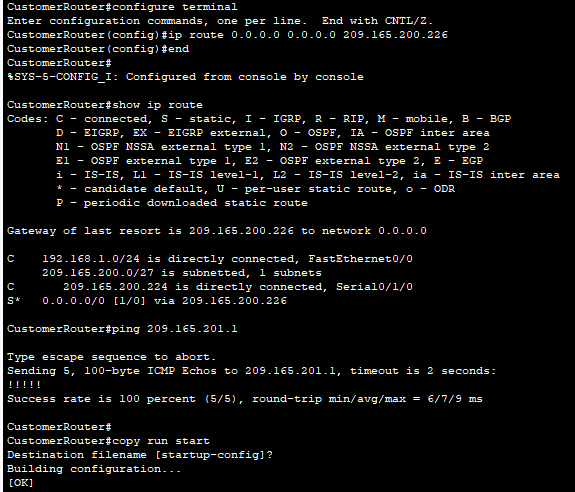 CustomerRouter#configure terminal
Enter configuration commands, one per line.  End with CNTL/Z.
CustomerRouter(config)#ip route 0.0.0.0 0.0.0.0 209.165.200.226
CustomerRouter(config)#end
CustomerRouter#
%SYS-5-CONFIG_I: Configured from console by console

CustomerRouter#show ip route
Codes: C - connected, S - static, I - IGRP, R - RIP, M - mobile, B - BGP
       D - EIGRP, EX - EIGRP external, O - OSPF, IA - OSPF inter area
       N1 - OSPF NSSA external type 1, N2 - OSPF NSSA external type 2
       E1 - OSPF external type 1, E2 - OSPF external type 2, E - EGP
       i - IS-IS, L1 - IS-IS level-1, L2 - IS-IS level-2, ia - IS-IS inter area
       * - candidate default, U - per-user static route, o - ODR
       P - periodic downloaded static route

Gateway of last resort is 209.165.200.226 to network 0.0.0.0

C    192.168.1.0/24 is directly connected, FastEthernet0/0
     209.165.200.0/27 is subnetted, 1 subnets
C       209.165.200.224 is directly connected, Serial0/1/0
S*   0.0.0.0/0 [1/0] via 209.165.200.226

CustomerRouter#ping 209.165.201.1

Type escape sequence to abort.
Sending 5, 100-byte ICMP Echos to 209.165.201.1, timeout is 2 seconds:
!!!!!
Success rate is 100 percent (5/5), round-trip min/avg/max = 6/7/9 ms

CustomerRouter#
CustomerRouter#copy run start
Destination filename [startup-config]?
Building configuration...
[OK]